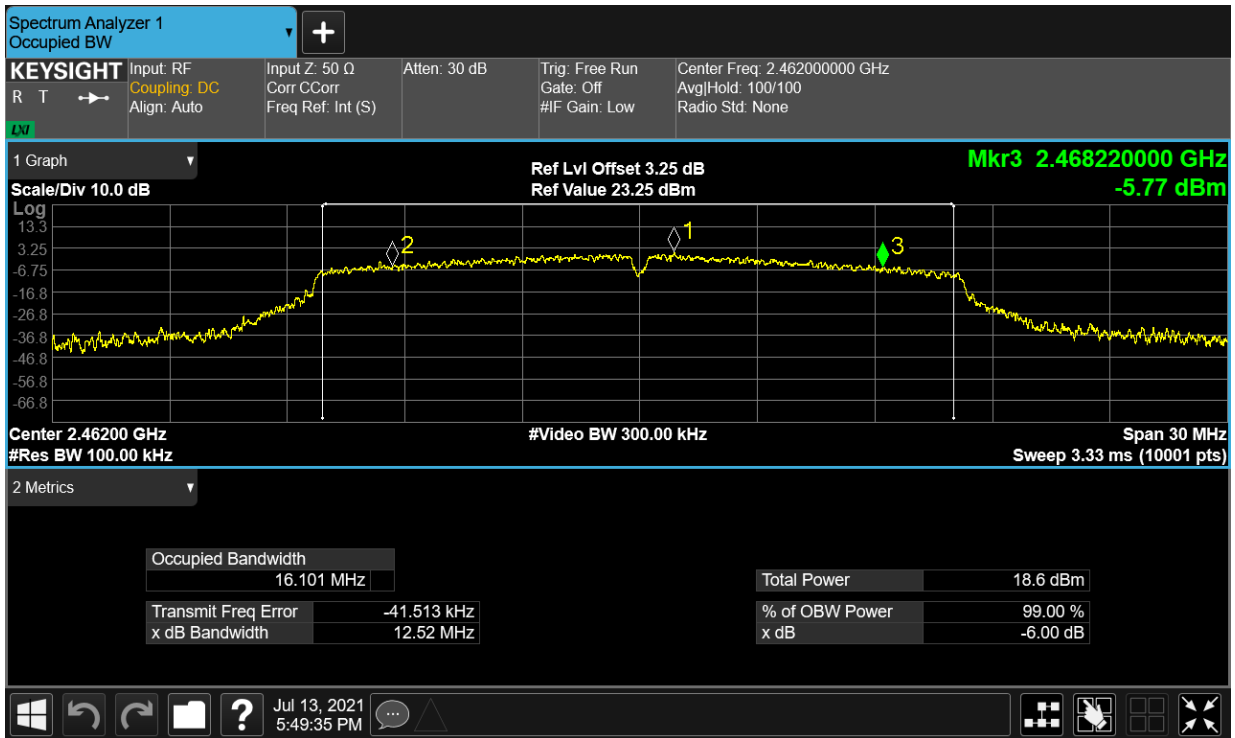 Spectrum Analyzer 1
Occupied BW
KEYSIGHT
R T
LXI
Input: RF
Coupling: DC
Align: Auto
Input Z: 50 Ω
Corr CCorr
Freq Ref: Int (S)
Atten: 30 dB
Trig: Free Run
Gate: Off
#IF Gain: Low
Center Freq: 2.462000000 GHz
Avg|Hold: 100/100
Radio Std: None
1 Graph
Scale/Div 10.0 dB
Ref Lvl Offset 3.25 dB
Ref Value 23.25 dBm
Mkr3 2.468220000 GHz
-5.77 dBm
Log
13.3
3.25
-6.75
-16.8
-26.8
-36.8
-46.8
-56.8
-66.8
2
1
3
Center 2.46200 GHz
#Video BW 300.00 kHz
Span 30 MHz
#Res BW 100.00 kHz
Sweep 3.33 ms (10001 pts)
2 Metrics
Occupied Bandwidth
16.101 MHz
Total Power 18.6 dBm
Transmit Freq Error -41.513 kHz
% of OBW Power 99.00 %
x dB Bandwidth 12.52 MHz
x dB -6.00 dB
?
Jul 13, 2021
5:49:35 PM